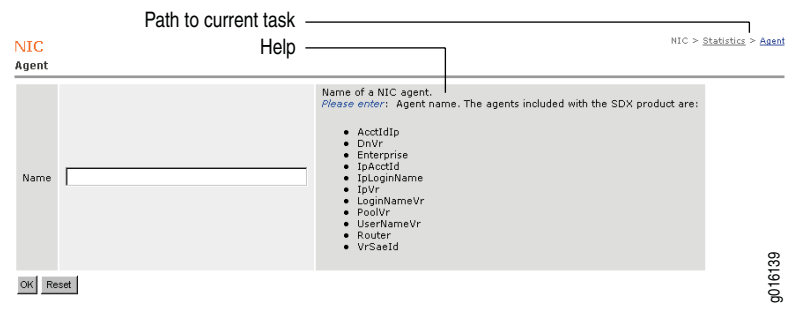 Path to current task
NIC
Help
NIC > Statistics > Agent
Agent
Name
Name of a NIC agent.
Please enter: Agent name. The agents included with the SDX product are:
• AcctIdIp
• DnVr
• Enterprise
• IpAcctId
• IpLoginName
• IpVr
• LoginNameVr
• PoolVr
• UserNameVr
• Router
• VrSaeId
OK Reset
g016139